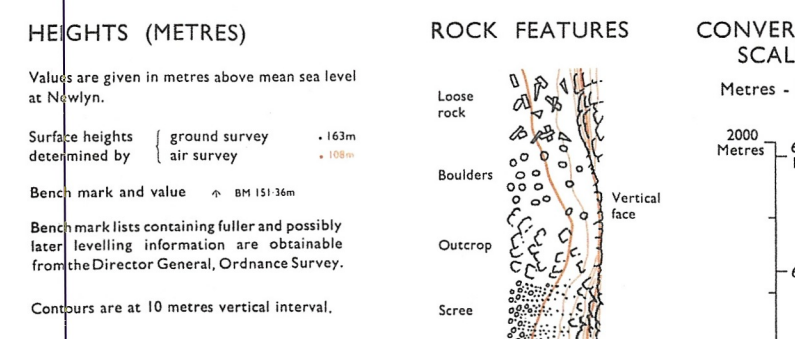 HEIGHTS (METRES)
Values are given in metres above mean sea level
at Newlyn.
Surface heights
determined by
ground survey
air survey
. 163m
. 108m
Bench mark and value
BM 151·36m
Bench mark lists containing fuller and possibly
later levelling information are obtainable
from the Director General, Ordnance Survey.
Contours are at 10 metres vertical interval.
ROCK FEATURES
Loose
rock
Boulders
Outcrop
Scree
Vertical
face
CONVER
SCAL
Metres -
2000
Metres
6